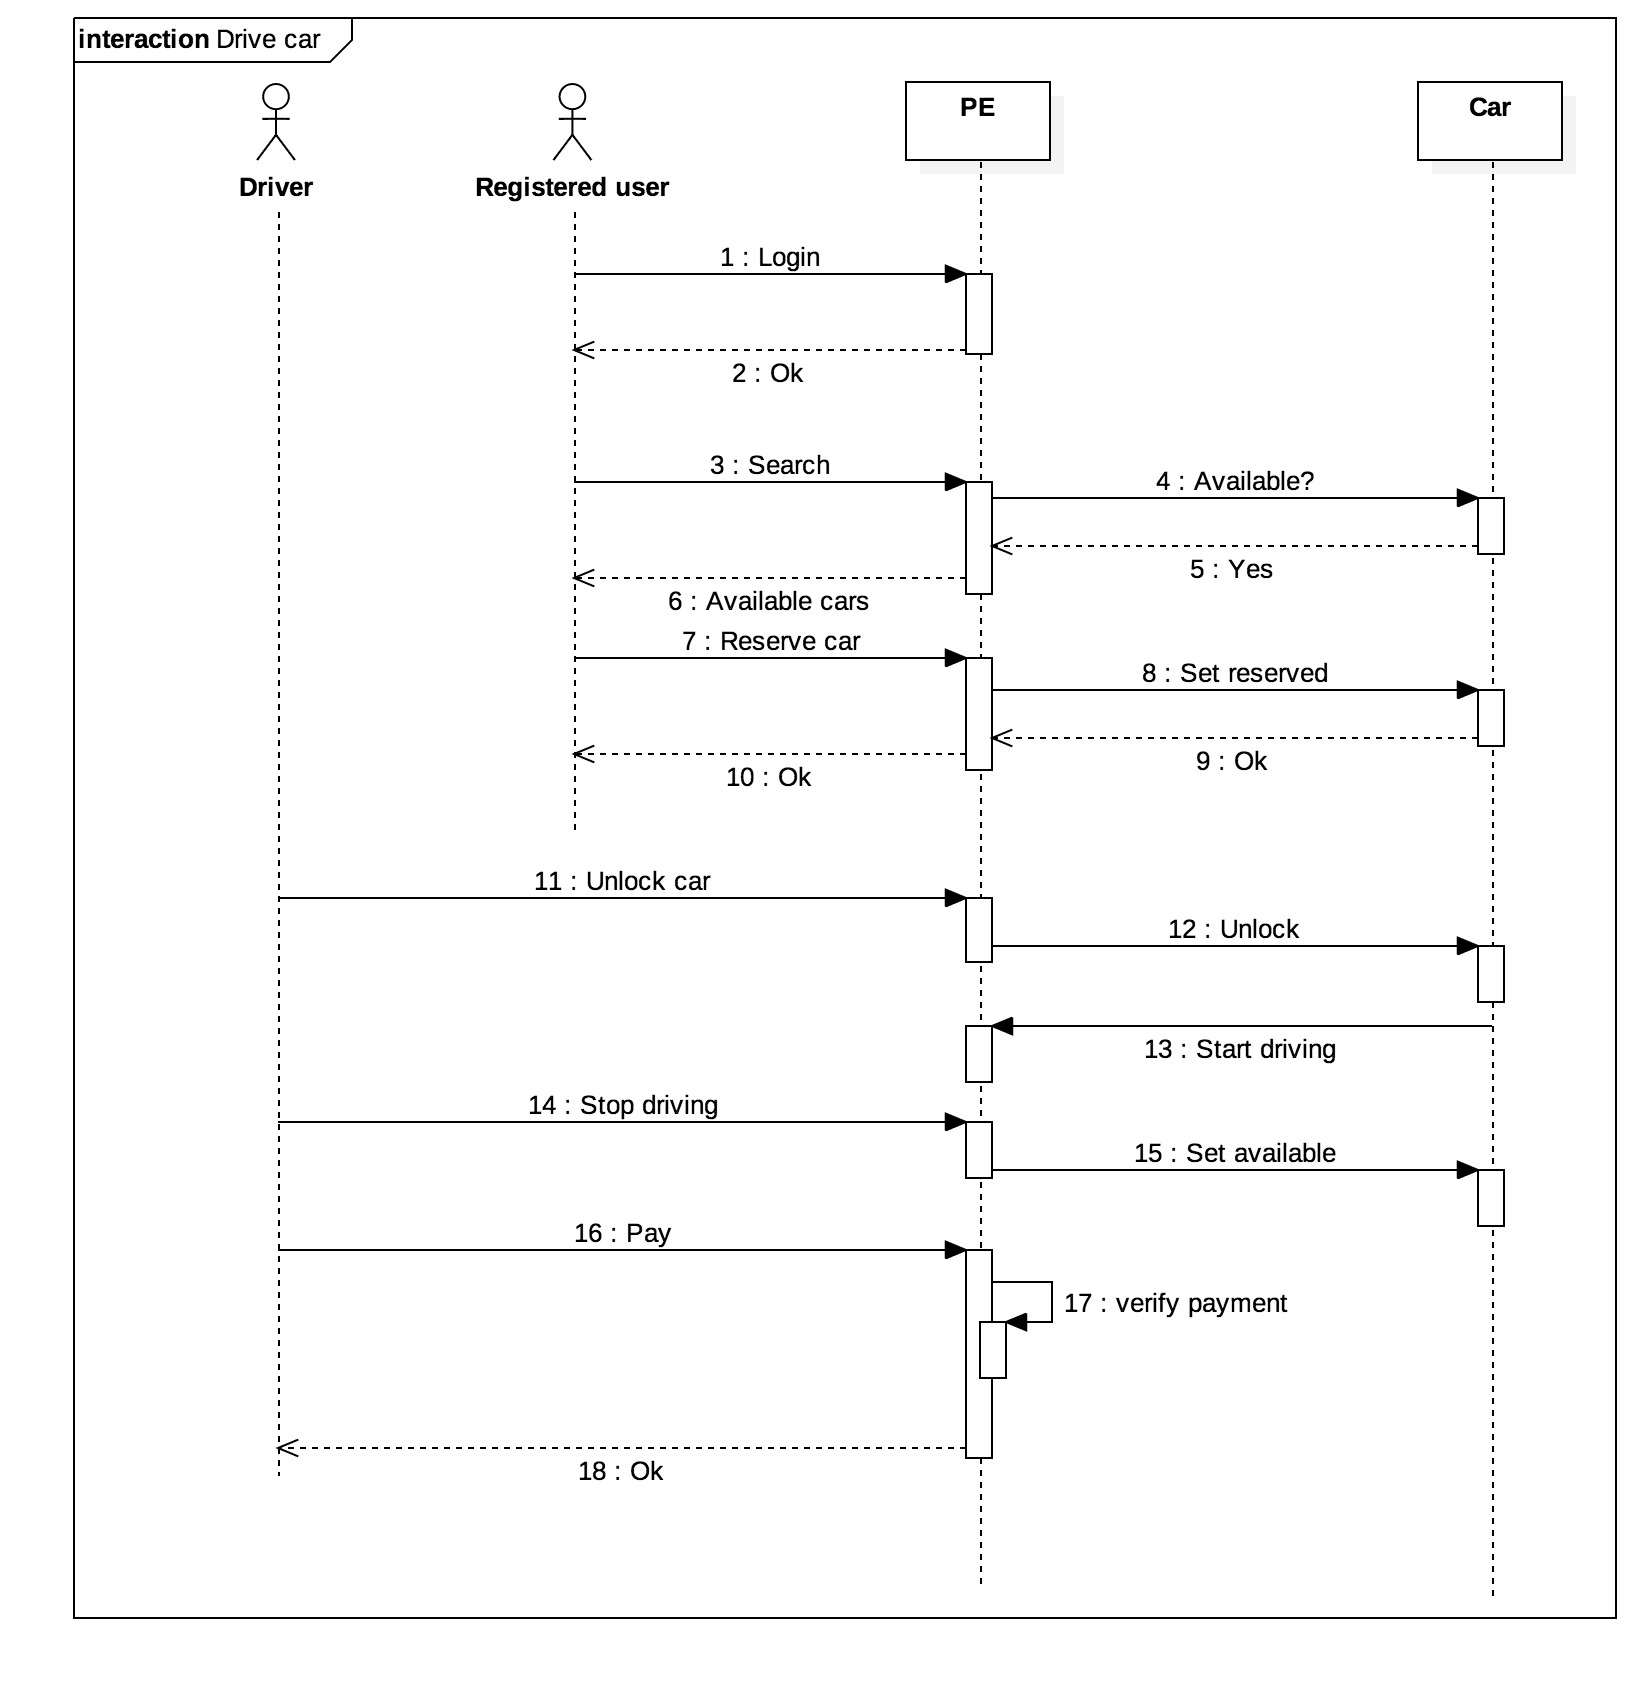 interaction Drive car
Driver
Registered user
PE
Car
1 : Login
2 : Ok
3 : Search
4 : Available?
5 : Yes
6 : Available cars
7 : Reserve car
8 : Set reserved
9 : Ok
10 : Ok
11 : Unlock car
12 : Unlock
13 : Start driving
14 : Stop driving
15 : Set available
16 : Pay
17 : verify payment
18 : Ok